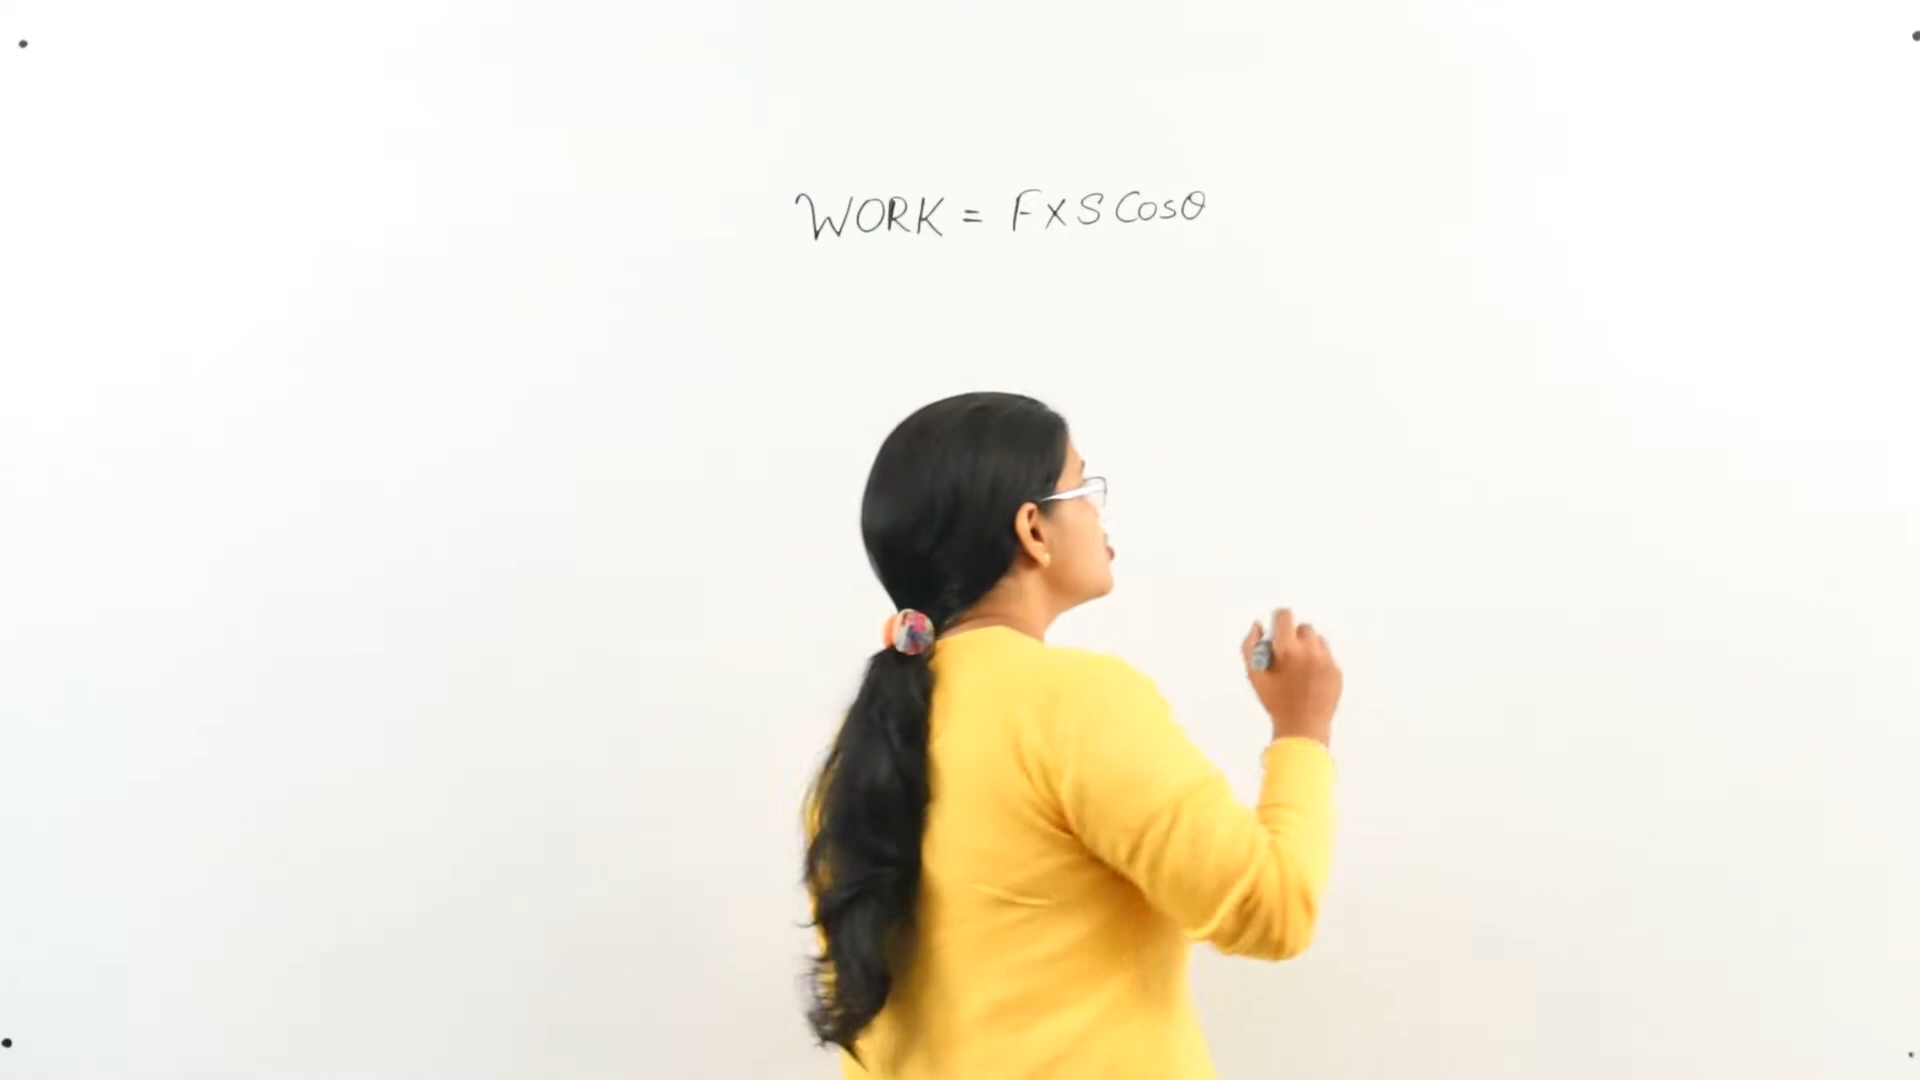 WORK = F X S Cosθ